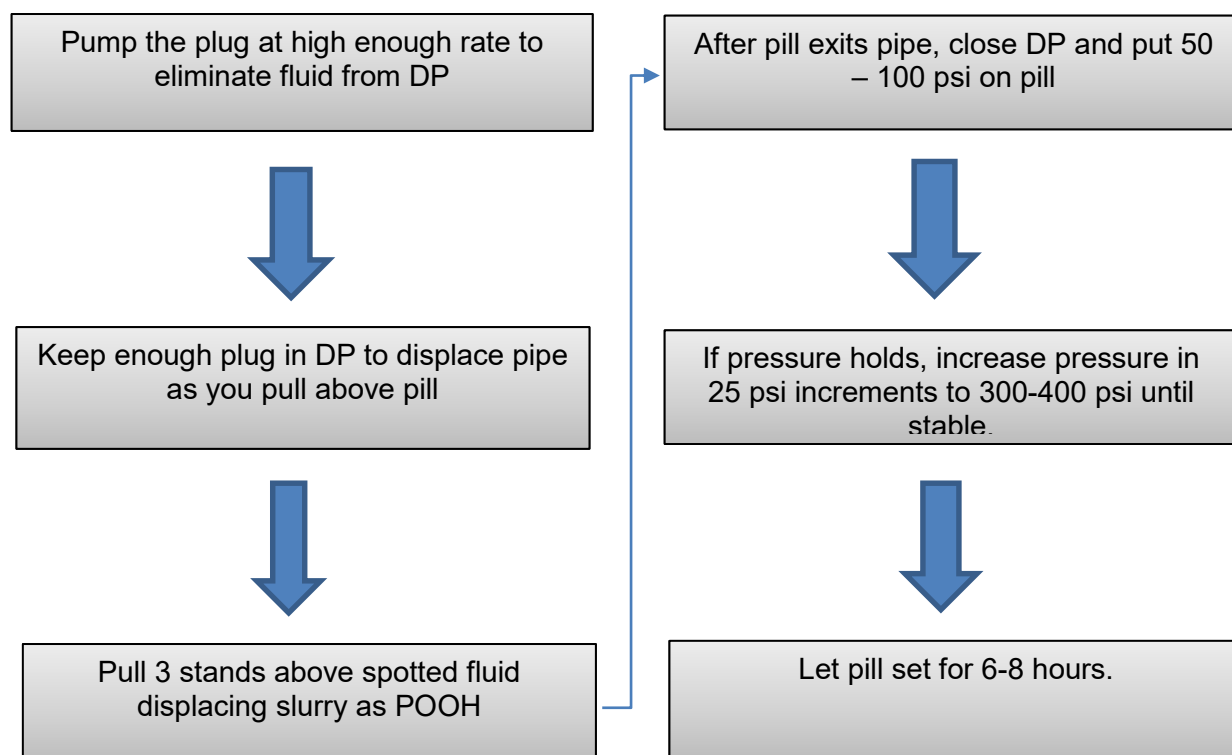 Pump the plug at high enough rate to
eliminate fluid from DP
Keep enough plug in DP to displace pipe
as you pull above pill
Pull 3 stands above spotted fluid
displacing slurry as POOH
After pill exits pipe, close DP and put 50
– 100 psi on pill
If pressure holds, increase pressure in
25 psi increments to 300-400 psi until
stable.
Let pill set for 6-8 hours.